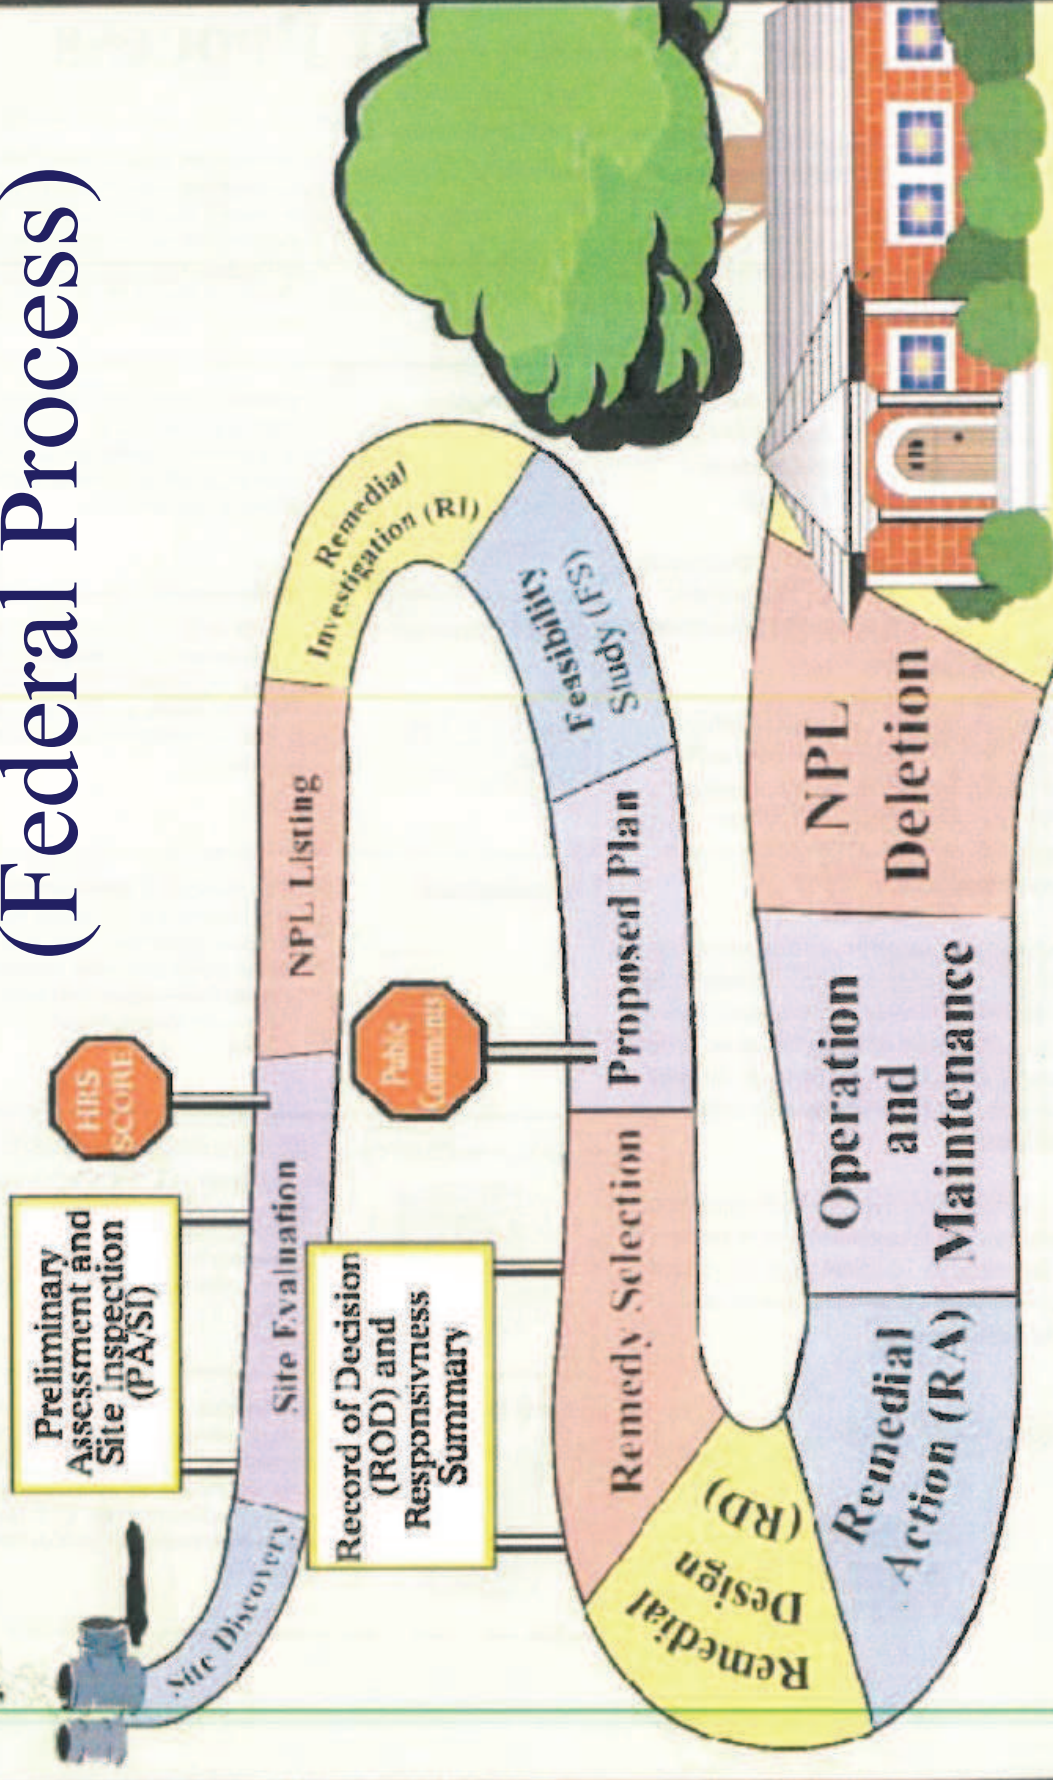 (Federal Process)
Preliminary
Assessment and
Site Inspection
(PA/SI)
HRS
SCORE
Site Discovery
Site Evalnation
NPL Listing
Remedial
Investigation (RI)
Feasibility
Study (FS)
Proposed Plan
Public
Comments
Remedy Selection
Record of Decision
(ROD) and
Responsivness
Summary
Remedial
Design
(RD)
Remedial
Action (RA)
Operation
and
Maintenance
NPL
Deletion